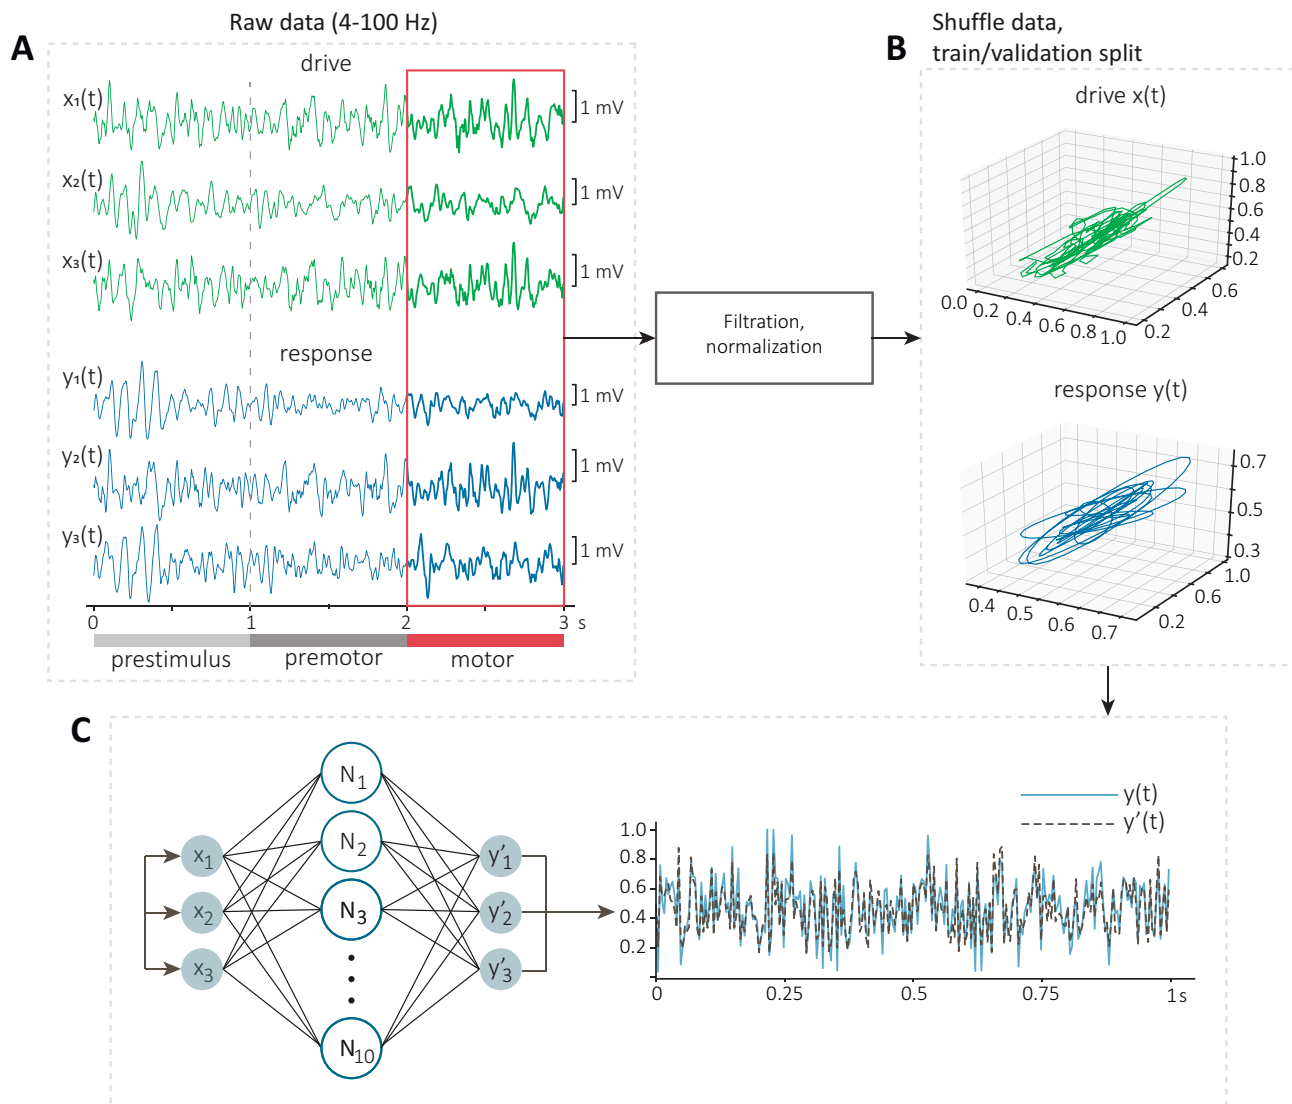 Raw data (4-100 Hz)
A
drive
x₁(t)
1 mV
x₂(t)
1 mV
x₃(t)
1 mV
response
y₁(t)
1 mV
y₂(t)
1 mV
y₃(t)
1 mV
0 1 2 3 s
prestimulus premotor motor
Filtration,
normalization
B
Shuffle data,
train/validation split
drive x(t)
1.0
0.8
0.6
0.4
0.2
0.0 0.2 0.4 0.6 0.8 1.0
0.2 0.4 0.6
response y(t)
0.7
0.5
0.3
0.4 0.5 0.6 0.7
0.2 0.6 1.0
C
x₁
x₂
x₃
N₁
N₂
N₃
N₁₀
y'₁
y'₂
y'₃
y(t)
y'(t)
1.0
0.8
0.6
0.4
0.2
0 0.25 0.5 0.75 1 s